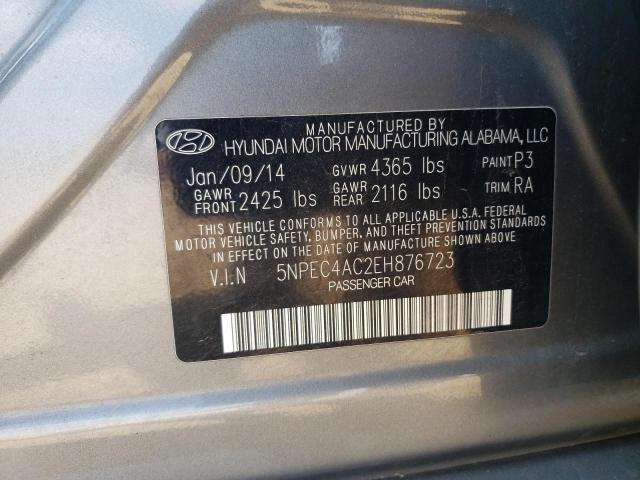 MANUFACTURED BY
HYUNDAI MOTOR MANUFACTURING ALABAMA, LLC
Jan/09/14 GVWR 4365 lbs PAINT P3
GAWR FRONT 2425 lbs GAWR REAR 2116 lbs TRIM RA
THIS VEHICLE CONFORMS TO ALL APPLICABLE U.S.A. FEDERAL
MOTOR VEHICLE SAFETY, BUMPER, AND THEFT PREVENTION STANDARDS
IN EFFECT ON THE DATE OF MANUFACTURE SHOWN ABOVE.
V.I.N 5NPEC4AC2EH876723
PASSENGER CAR